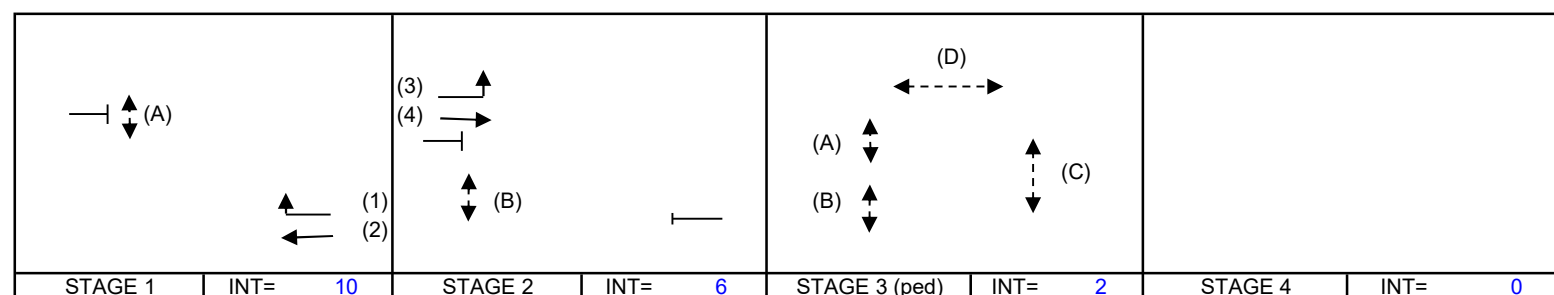 (A)
(1)
(2)
(3)
(4)
(B)
(D)
(A)
(C)
(B)
STAGE 1 INT= 10 STAGE 2 INT= 6 STAGE 3 (ped) INT= 2 STAGE 4 INT= 0